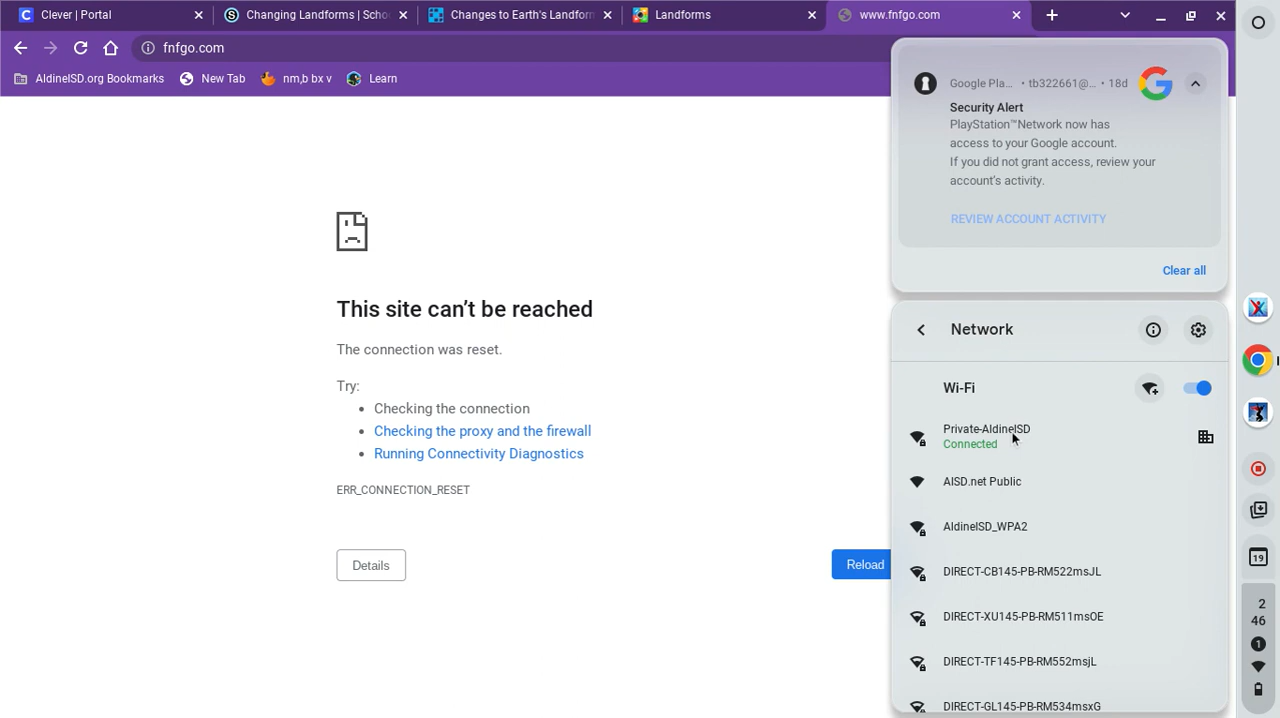 Clever | Portal
Changing Landforms | Scho
Changes to Earth's Landform
Landforms
www.fnfgo.com
fnfgo.com
AldineISD.org Bookmarks
New Tab
nm,b bx v
Learn
This site can't be reached
The connection was reset.
Try:
Checking the connection
Checking the proxy and the firewall
Running Connectivity Diagnostics
ERR_CONNECTION_RESET
Details
Reload
Google Pla... • tb322661@... • 18d
Security Alert
PlayStation™Network now has
access to your Google account.
If you did not grant access, review your
account's activity.
REVIEW ACCOUNT ACTIVITY
Clear all
Network
Wi-Fi
Private-AldineISD
Connected
AISD.net Public
AldineISD_WPA2
DIRECT-CB145-PB-RM522msJL
DIRECT-XU145-PB-RM511msOE
DIRECT-TF145-PB-RM552msjL
DIRECT-GL145-PB-RM534msxG
19
2
46
1